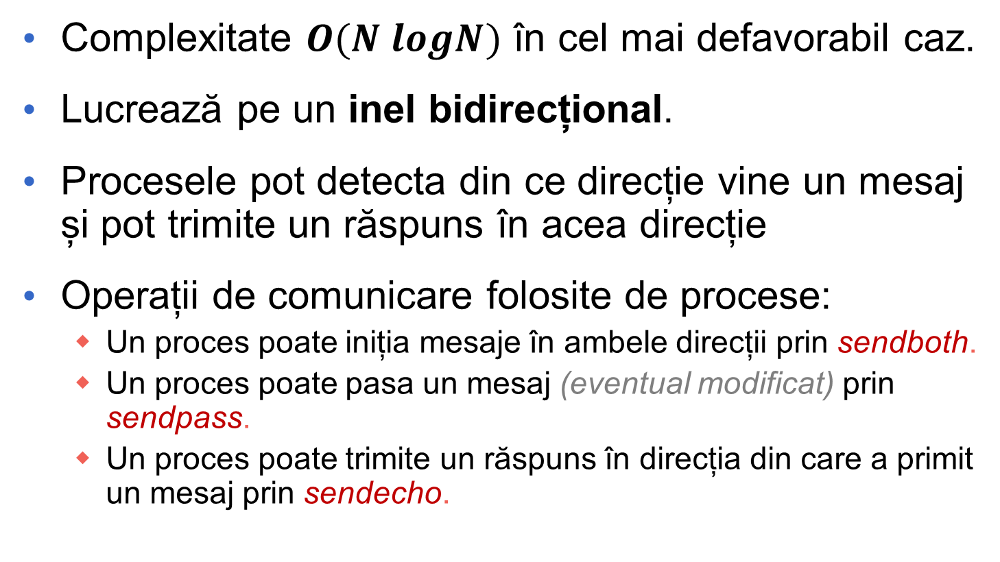 • Complexitate O(N logN) în cel mai defavorabil caz.
• Lucrează pe un inel bidirecțional.
• Procesele pot detecta din ce direcție vine un mesaj
și pot trimite un răspuns în acea direcție
• Operații de comunicare folosite de procese:
◆ Un proces poate iniția mesaje în ambele direcții prin sendboth.
◆ Un proces poate pasa un mesaj (eventual modificat) prin
sendpass.
◆ Un proces poate trimite un răspuns în direcția din care a primit
un mesaj prin sendecho.